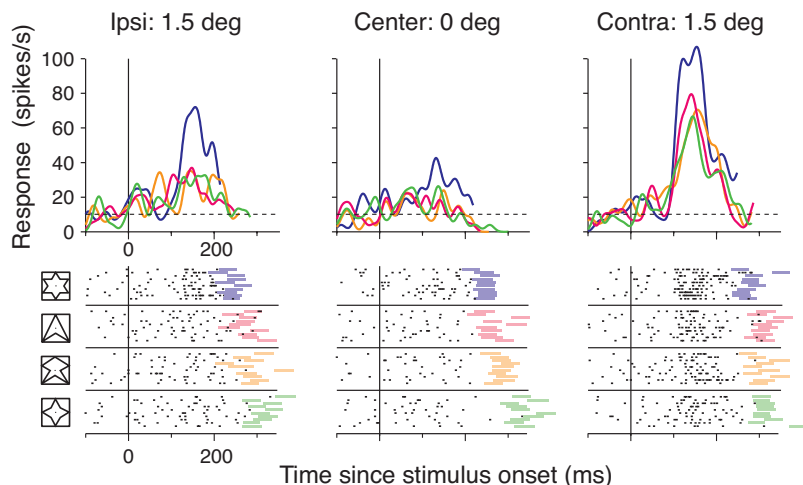 Ipsi: 1.5 deg Center: 0 deg Contra: 1.5 deg
Response (spikes/s)
100
80
60
40
20
0
0 200
0 200
Time since stimulus onset (ms)